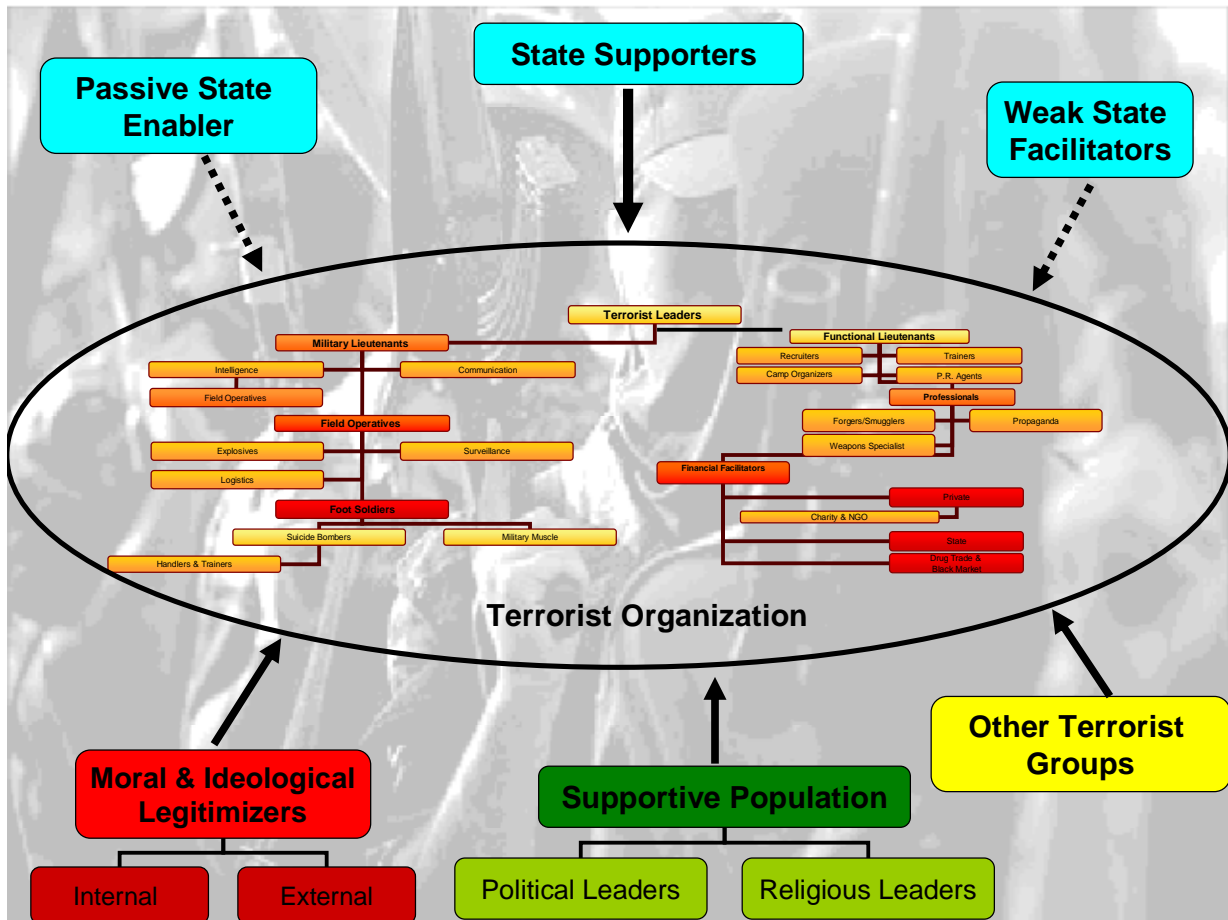 State Supporters
Passive State
Enabler
Weak State
Facilitators
Terrorist Leaders
Military Lieutenants
Functional Lieutenants
Recruiters
Trainers
Intelligence
Communication
Camp Organizers
P.R. Agents
Field Operatives
Professionals
Field Operatives
Forgers/Smugglers
Propaganda
Explosives
Surveillance
Weapons Specialist
Financial Facilitators
Logistics
Private
Foot Soldiers
Charity & NGO
Suicide Bombers
Military Muscle
State
Handlers & Trainers
Drug Trade &
Black Market
Terrorist Organization
Other Terrorist
Groups
Moral & Ideological
Legitimizers
Supportive Population
Internal
External
Political Leaders
Religious Leaders